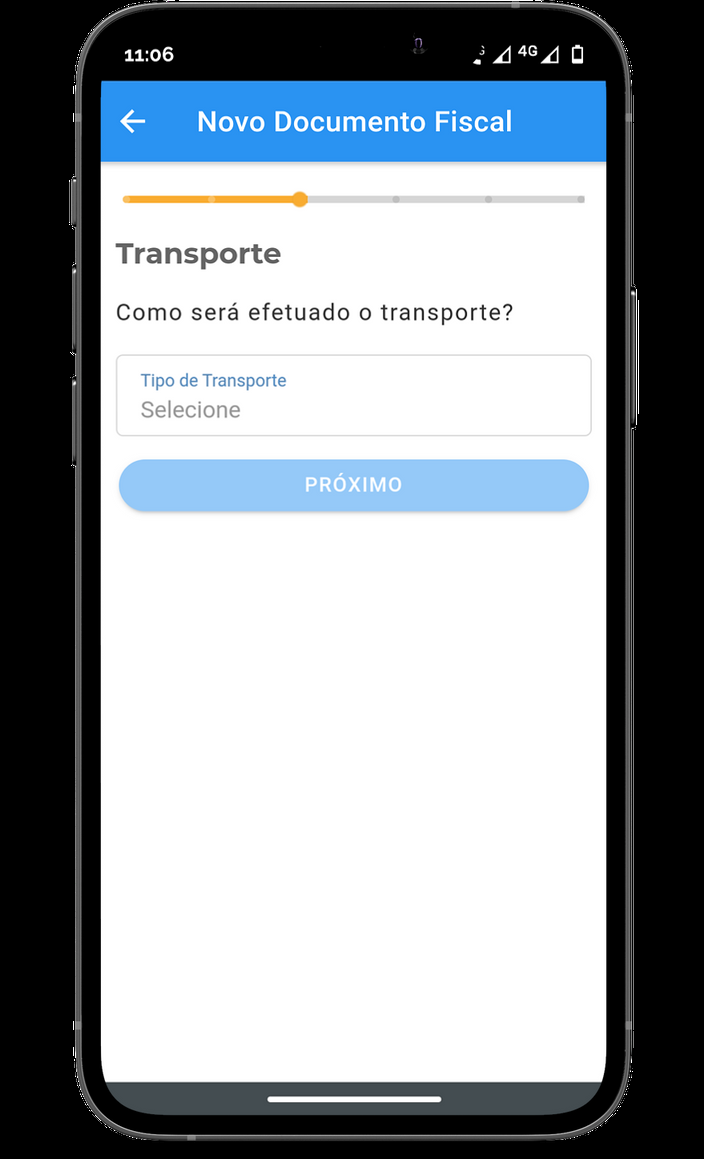 11:06
4G
Novo Documento Fiscal
Transporte
Como será efetuado o transporte?
Tipo de Transporte
Selecione
PRÓXIMO